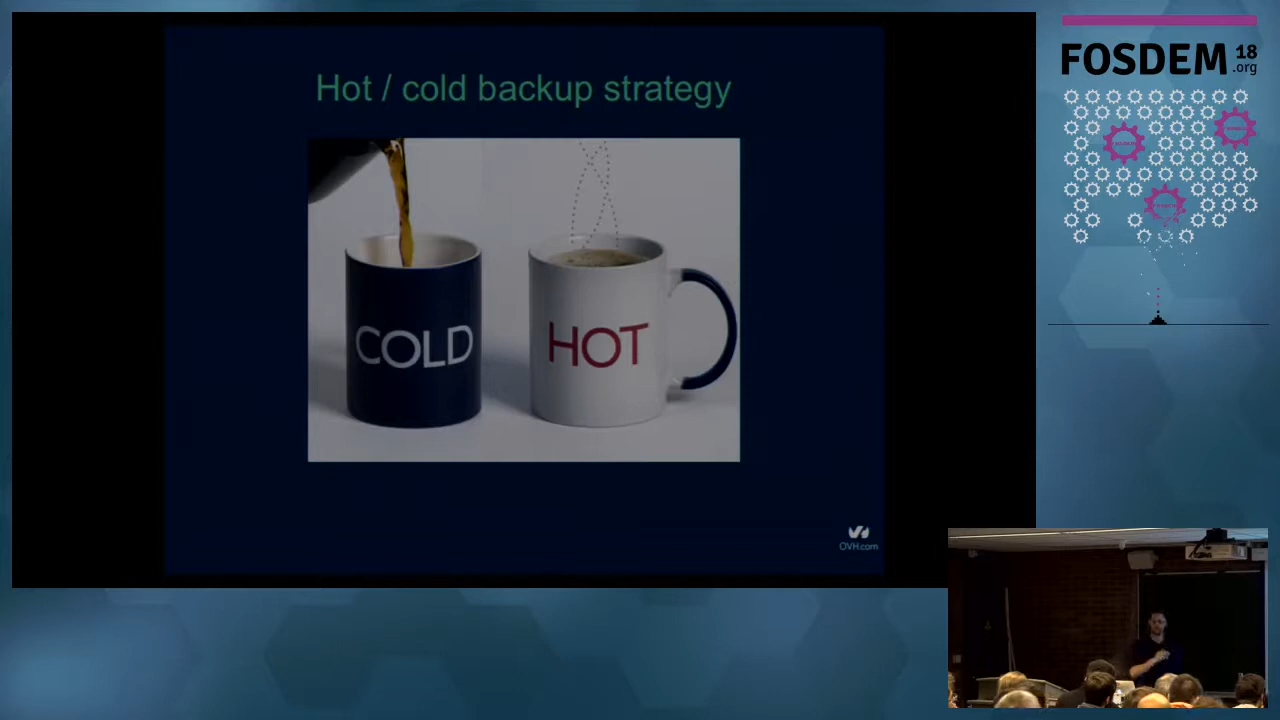 Hot / cold backup strategy
COLD
HOT
OVH.com
FOSDEM 18
.org